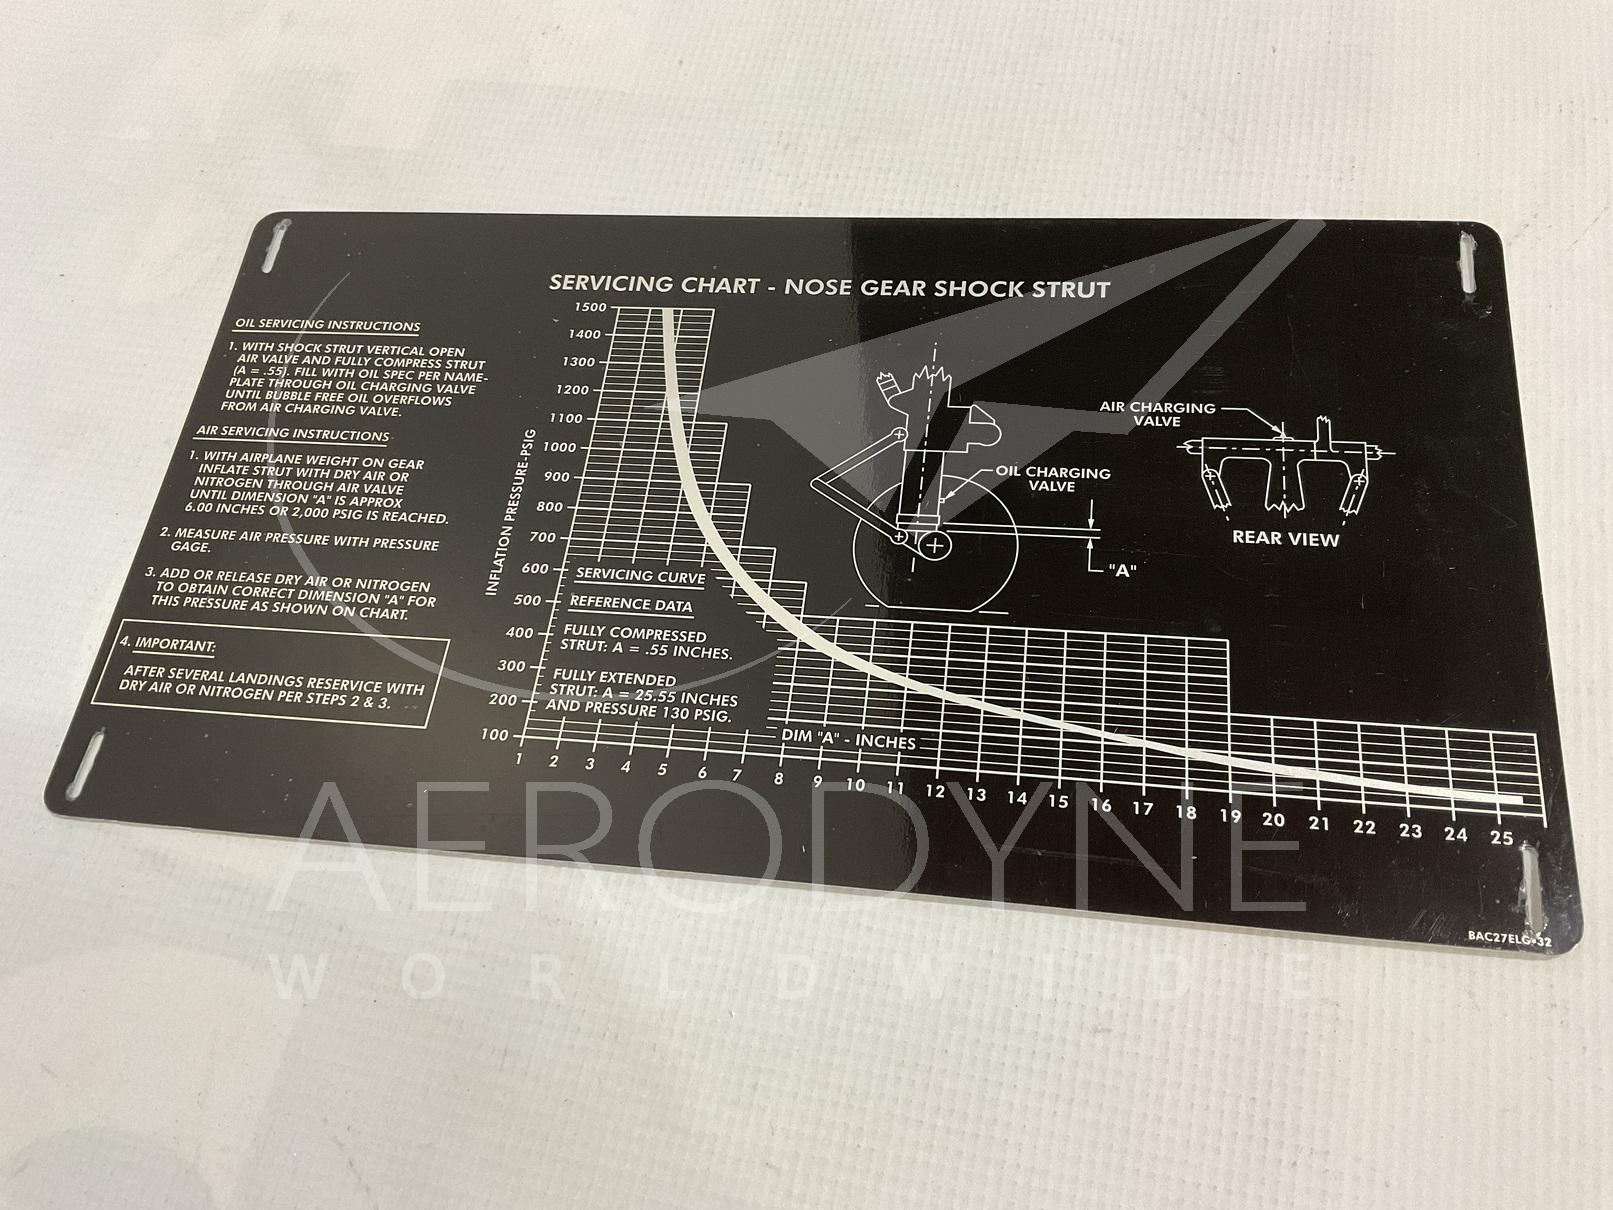 SERVICING CHART - NOSE GEAR SHOCK STRUT
OIL SERVICING INSTRUCTIONS
1. WITH SHOCK STRUT VERTICAL OPEN
AIR VALVE AND FULLY COMPRESS STRUT
(A = .55). FILL WITH OIL SPEC PER NAME-
PLATE THROUGH OIL CHARGING VALVE
UNTIL BUBBLE FREE OIL OVERFLOWS
FROM AIR CHARGING VALVE.
AIR SERVICING INSTRUCTIONS
1. WITH AIRPLANE WEIGHT ON GEAR
INFLATE STRUT WITH DRY AIR OR
NITROGEN THROUGH AIR VALVE
UNTIL DIMENSION "A" IS APPROX
6.00 INCHES OR 2,000 PSIG IS REACHED.
2. MEASURE AIR PRESSURE WITH PRESSURE
GAGE.
3. ADD OR RELEASE DRY AIR OR NITROGEN
TO OBTAIN CORRECT DIMENSION "A" FOR
THIS PRESSURE AS SHOWN ON CHART.
4. IMPORTANT:
AFTER SEVERAL LANDINGS RESERVICE WITH
DRY AIR OR NITROGEN PER STEPS 2 & 3.
INFLATION PRESSURE-PSIG
1500
1400
1300
1200
1100
1000
900
800
700
600
500
400
300
200
100
SERVICING CURVE
REFERENCE DATA
FULLY COMPRESSED
STRUT: A = .55 INCHES.
FULLY EXTENDED
STRUT: A = 25.55 INCHES
AND PRESSURE 130 PSIG.
DIM "A" - INCHES
1 2 3 4 5 6 7 8 9 10 11 12 13 14 15 16 17 18 19 20 21 22 23 24 25
OIL CHARGING
VALVE
"A"
AIR CHARGING
VALVE
REAR VIEW
BAC27ELG-32
AERODYNE
WORLDWIDE